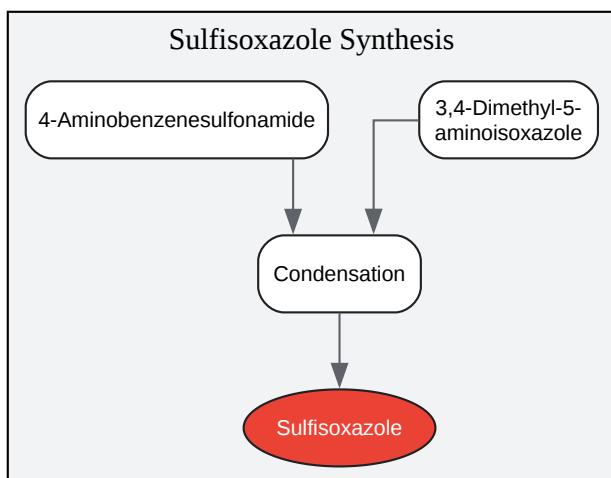 Sulfisoxazole Synthesis
4-Aminobenzenesulfonamide
3,4-Dimethyl-5-
aminoisoxazole
Condensation
Sulfisoxazole